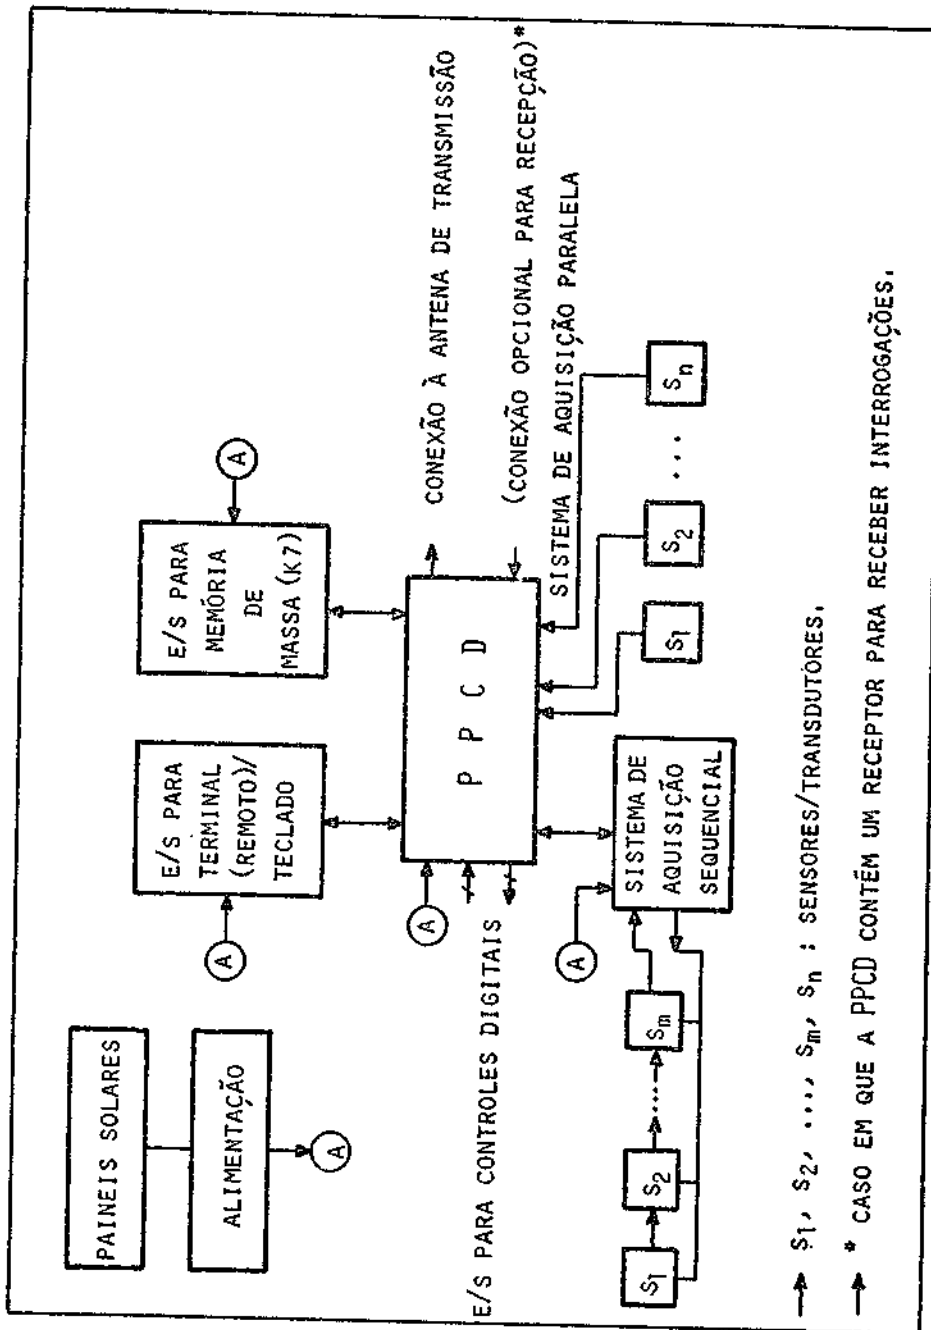 PAINEIS SOLARES
ALIMENTAÇÃO
A
E/S PARA
TERMINAL
(REMOTO)/
TECLADO
A
E/S PARA
MEMÓRIA
DE
MASSA (K7)
A
A
P P C D
CONEXÃO À ANTENA DE TRANSMISSÃO
(CONEXÃO OPCIONAL PARA RECEPÇÃO)*
E/S PARA CONTROLES DIGITAIS
SISTEMA DE AQUISIÇÃO PARALELA
A
SISTEMA DE
AQUISIÇÃO
SEQUENCIAL
S1
S2
.....
Sm
S1
S2
...
Sn
S1, S2, ..., Sm, Sn : SENSORES/TRANSDUTORES.
* CASO EM QUE A PPCD CONTÉM UM RECEPTOR PARA RECEBER INTERROGAÇÕES.